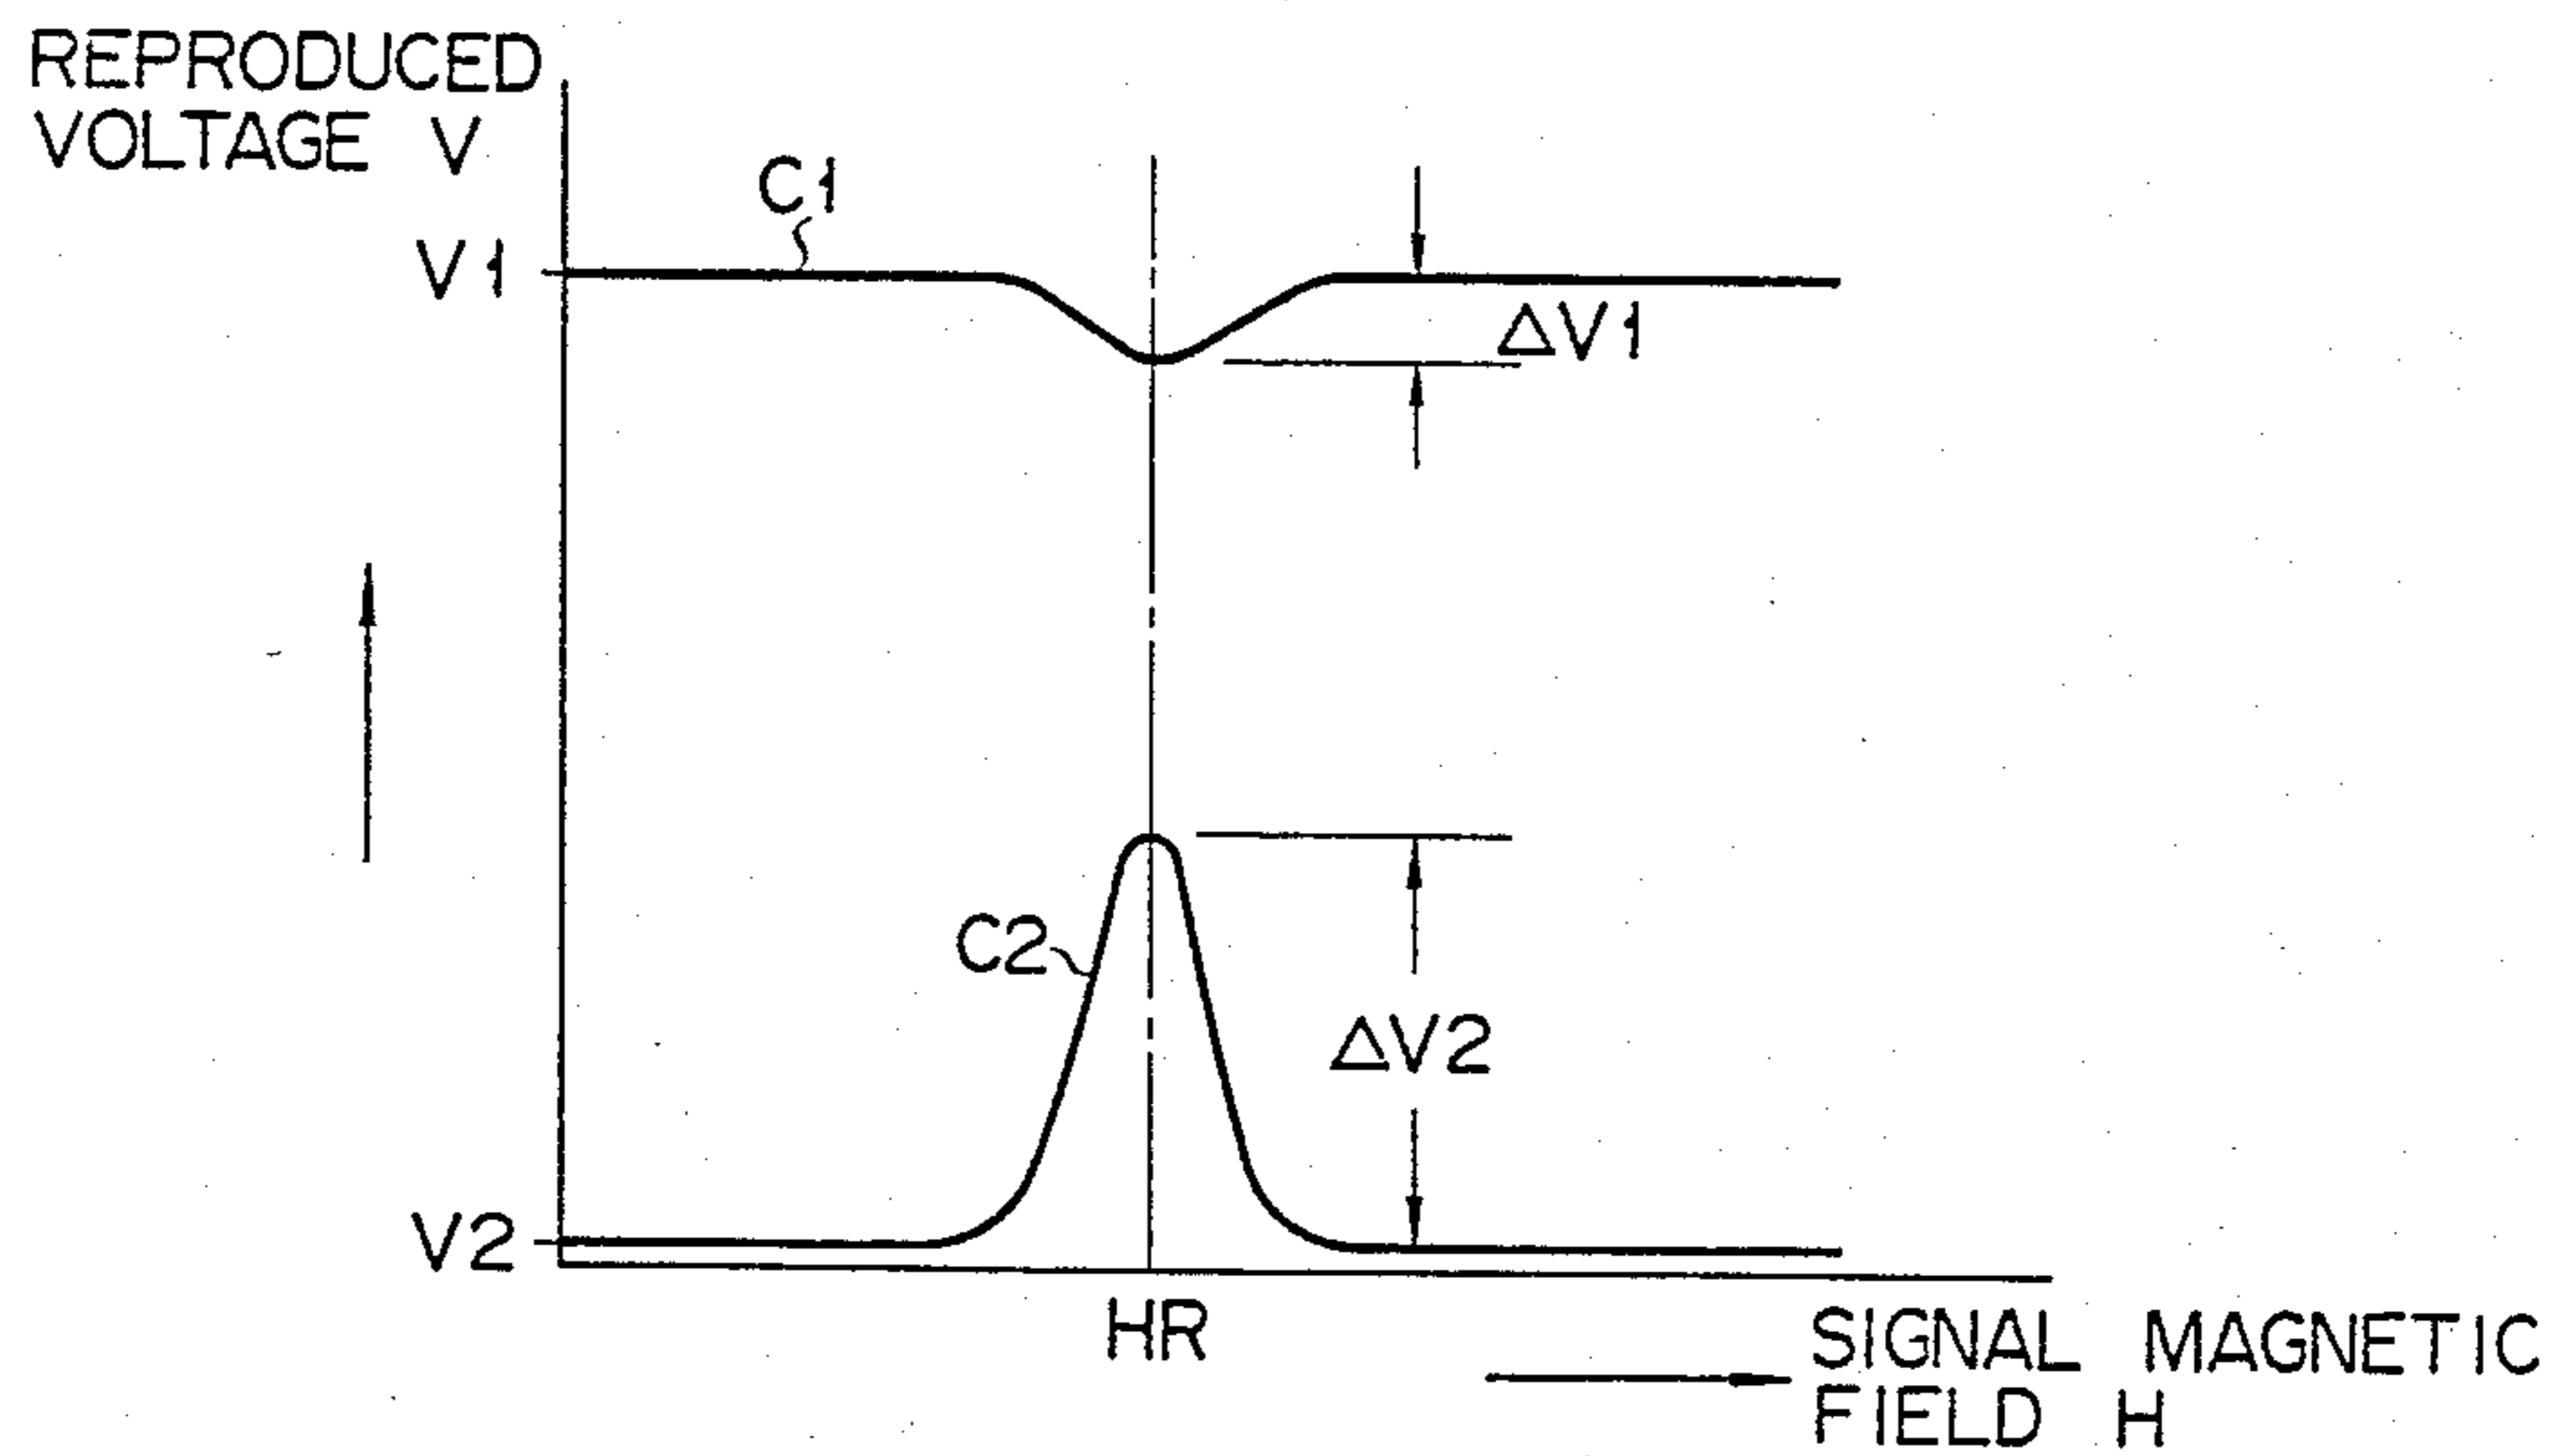 REPRODUCED
VOLTAGE V
C1
V1
ΔV1
C2
ΔV2
V2
HR
SIGNAL MAGNETIC
FIELD H